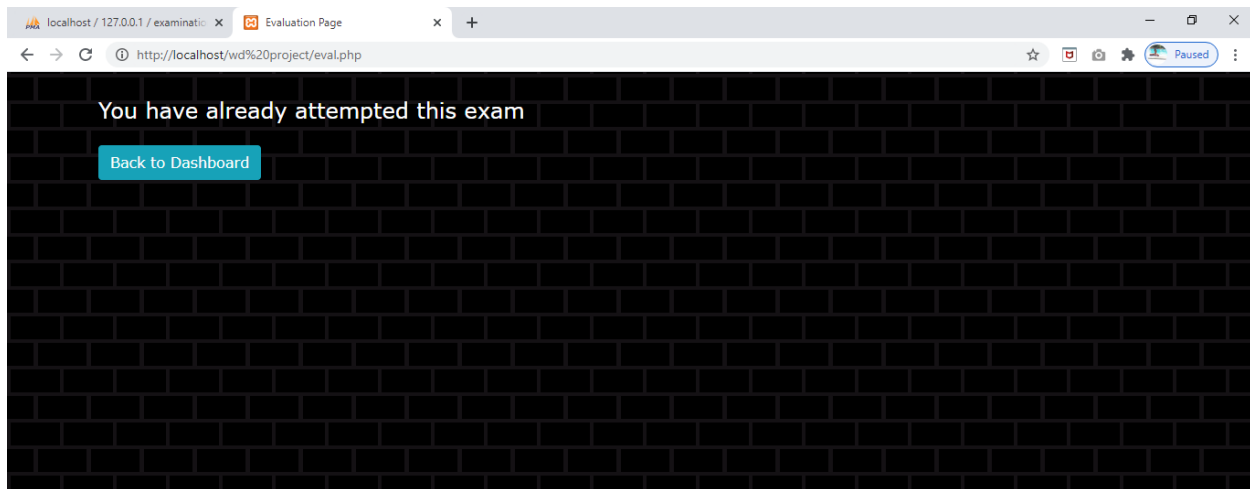 localhost / 127.0.0.1 / examinatio
Evaluation Page
http://localhost/wd%20project/eval.php
Paused
You have already attempted this exam
Back to Dashboard